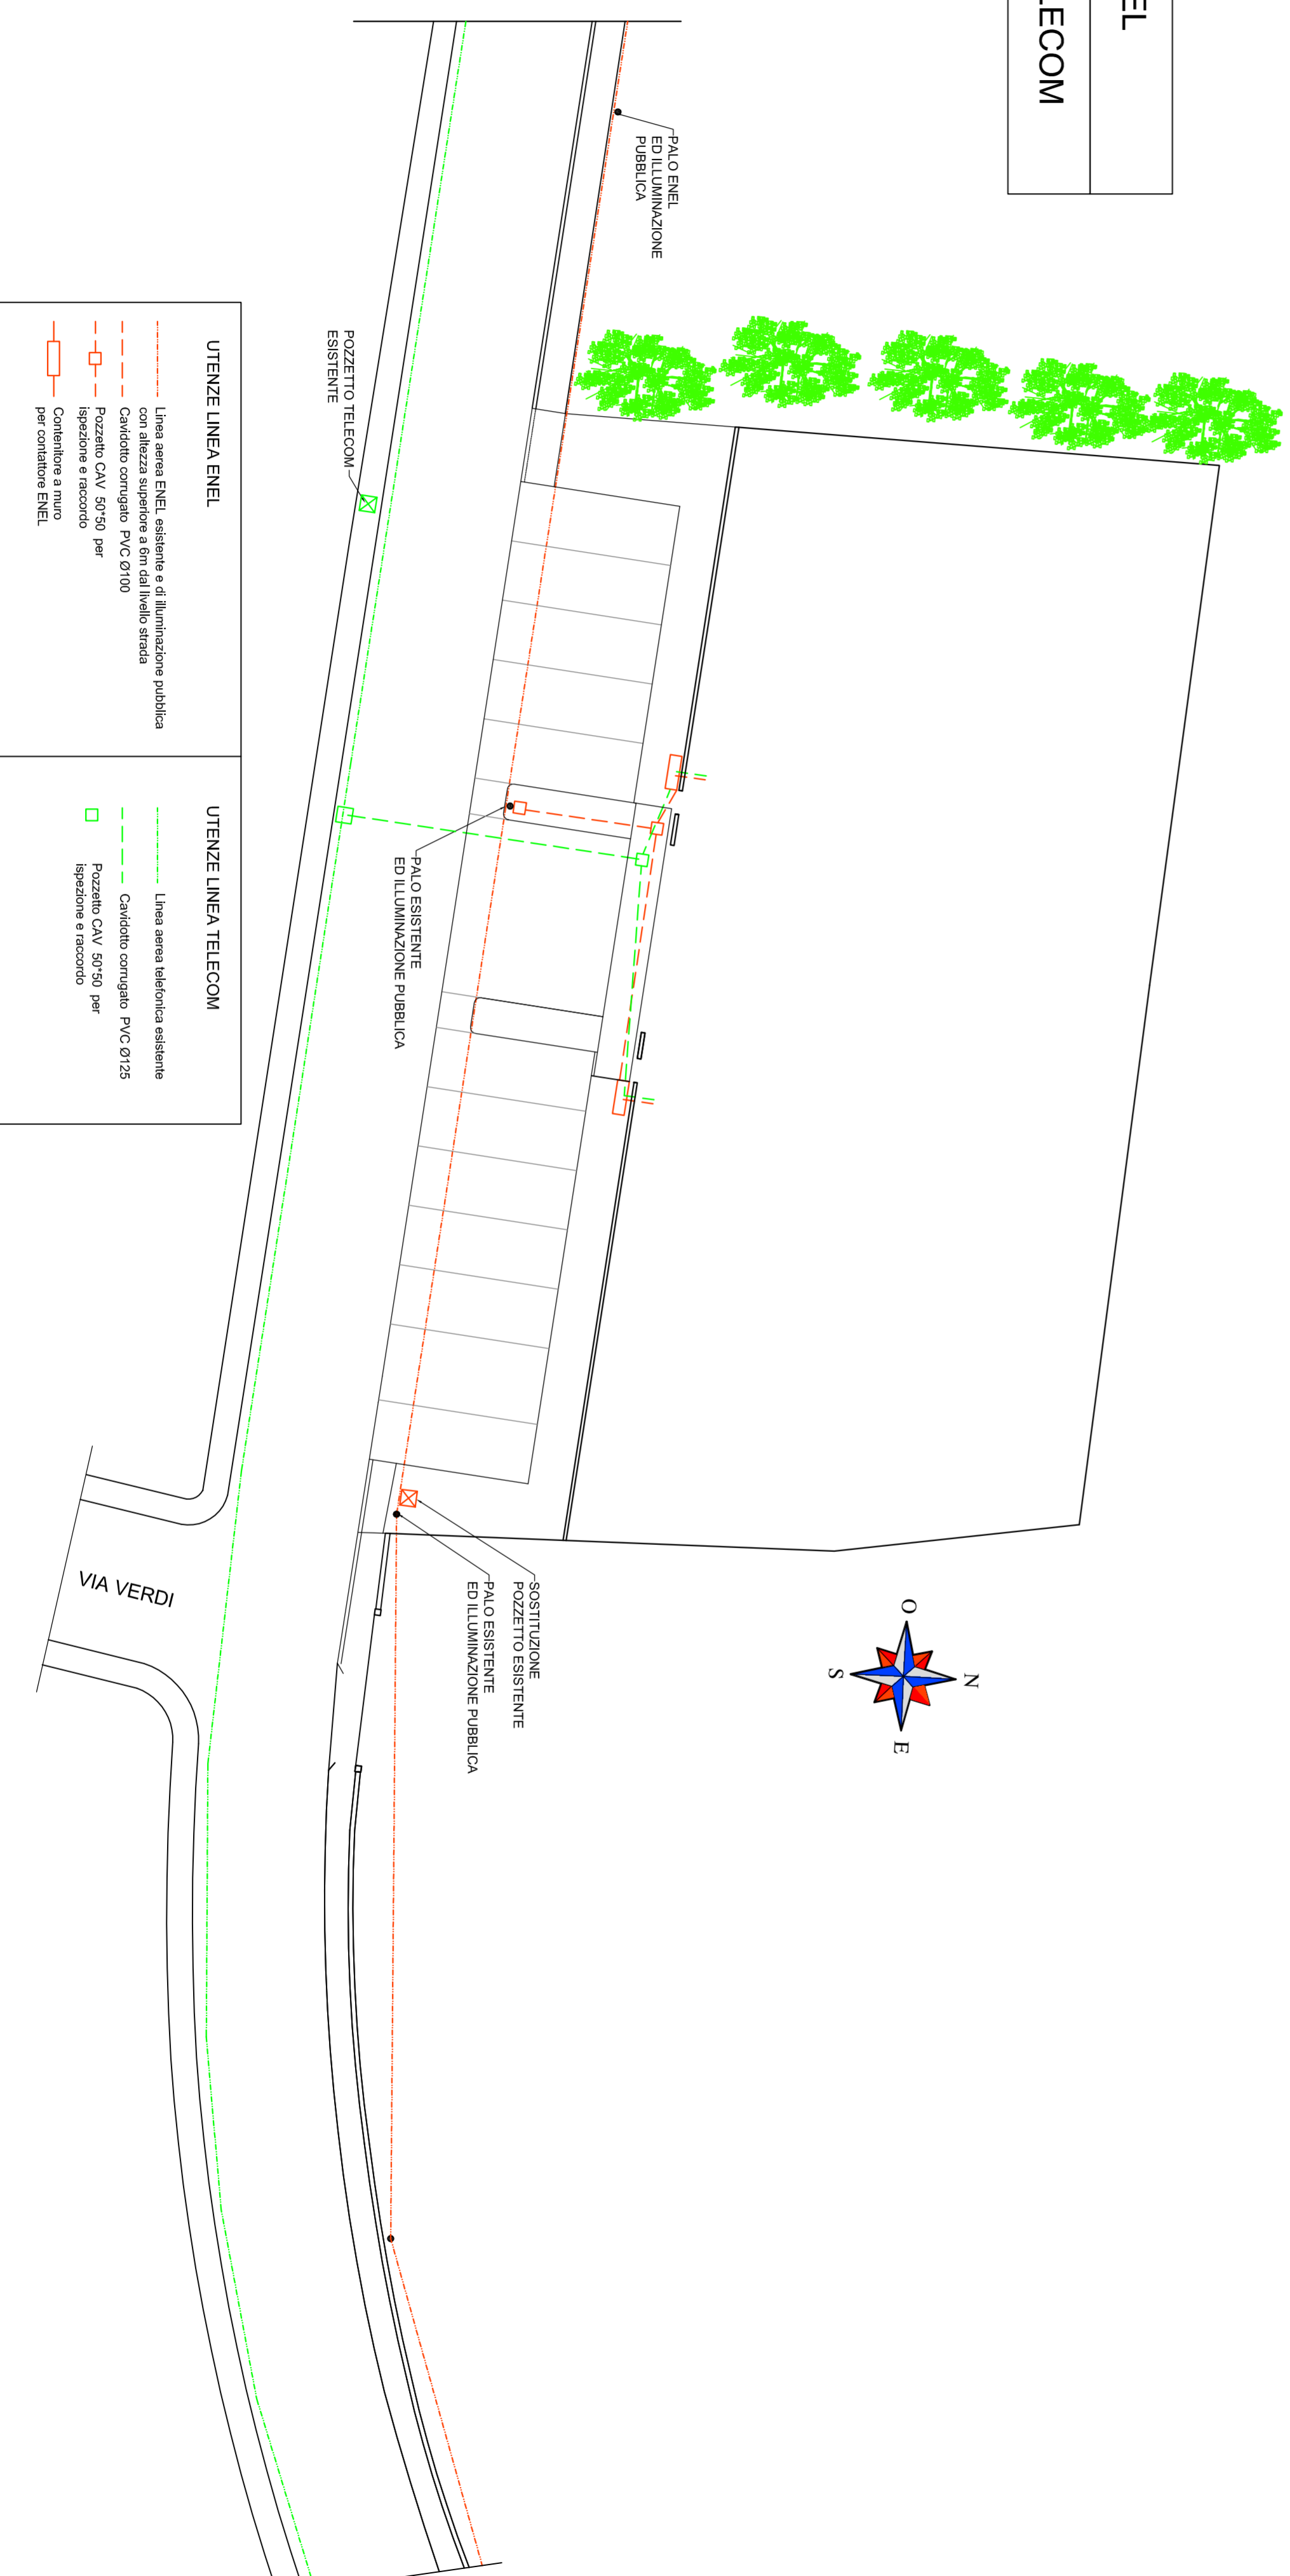 EL
LECOM
PALO ENEL
ED ILLUMINAZIONE
PUBBLICA
POZZETTO TELECOM
ESISTENTE
PALO ESISTENTE
ED ILLUMINAZIONE PUBBLICA
SOSTITUZIONE
POZZETTO ESISTENTE
PALO ESISTENTE
ED ILLUMINAZIONE PUBBLICA
N
O
E
S
VIA VERDI
UTENZE LINEA ENEL
Linea aerea ENEL esistente e di illuminazione pubblica
con altezza superiore a 6m dal livello strada
Cavidotto corrugato PVC Ø100
Pozzetto CAV 50*50 per
ispezione e raccordo
Contenitore a muro
per contattore ENEL
UTENZE LINEA TELECOM
Linea aerea telefonica esistente
Cavidotto corrugato PVC Ø125
Pozzetto CAV 50*50 per
ispezione e raccordo